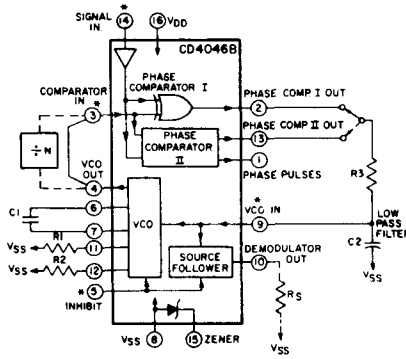 *
SIGNAL
IN
14
16 VDD
CD4046B
COMPARATOR
IN
*
3
PHASE
COMPARATOR I
PHASE COMP I OUT
2
PHASE COMP II OUT
13
PHASE
COMPARATOR
II
1
PHASE PULSES
÷ N
VCO
OUT
4
R3
C1
6
7
VCO
*
VCO IN
9
LOW
PASS
FILTER
C2
VSS
R1
VSS
11
R2
VSS
12
SOURCE
FOLLOWER
DEMODULATOR
OUT
10
* 5
INHIBIT
RS
VSS
VSS
8
15 ZENER